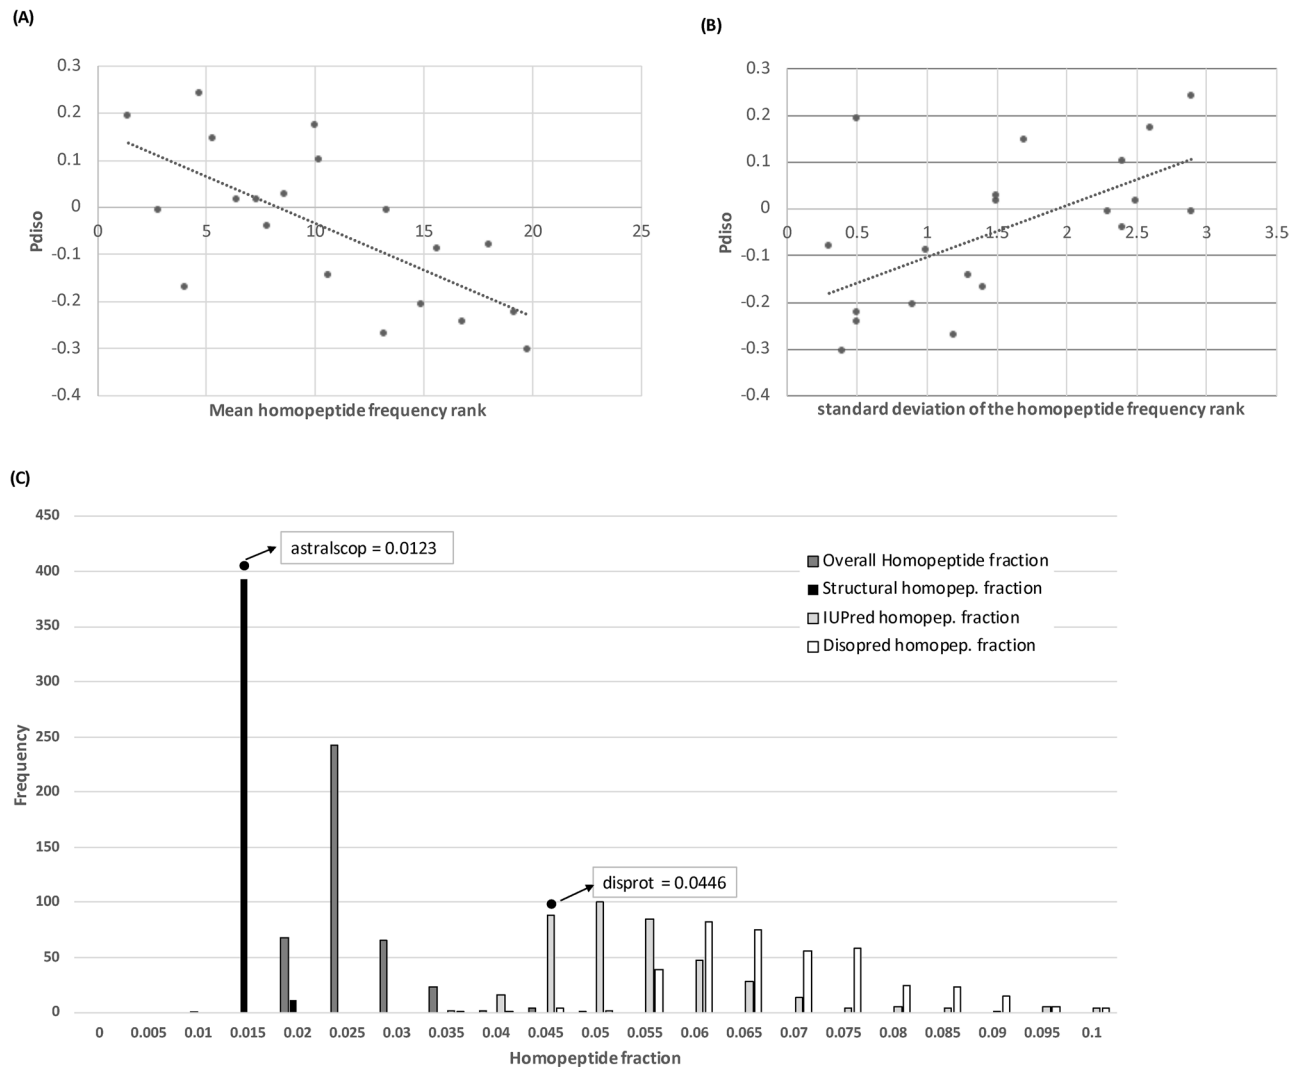 (A)
0.3
0.2
0.1
0
-0.1
-0.2
-0.3
-0.4
0 5 10 15 20 25
Pdiso
Mean homopeptide frequency rank
(B)
0.3
0.2
0.1
0
-0.1
-0.2
-0.3
-0.4
0 0.5 1 1.5 2 2.5 3 3.5
Pdiso
standard deviation of the homopeptide frequency rank
(C)
450
400
350
300
250
200
150
100
50
0
Frequency
astralscop = 0.0123
disprot = 0.0446
Overall Homopeptide fraction
Structural homopep. fraction
IUPred homopep. fraction
Disopred homopep. fraction
0 0.005 0.01 0.015 0.02 0.025 0.03 0.035 0.04 0.045 0.05 0.055 0.06 0.065 0.07 0.075 0.08 0.085 0.09 0.095 0.1
Homopeptide fraction